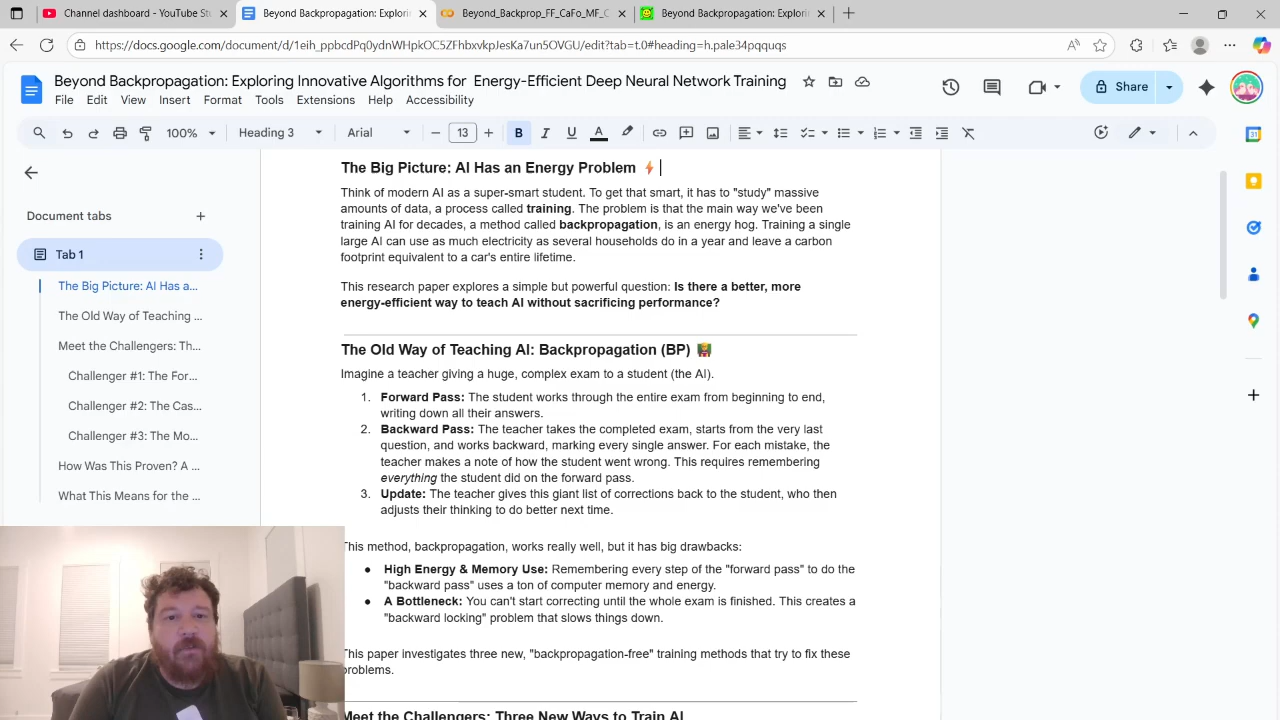 Channel dashboard - YouTube St
Beyond Backpropagation: Explorin
Beyond_Backprop_FF_CaFo_MF_C
Beyond Backpropagation: Explorin
https://docs.google.com/document/d/1eih_ppbcdPq0ydnWHpkOC5ZFhbxvkpJesKa7un5OVGU/edit?tab=t.0#heading=h.pale34pqquqs
Beyond Backpropagation: Exploring Innovative Algorithms for Energy-Efficient Deep Neural Network Training
File Edit View Insert Format Tools Extensions Help Accessibility
Share
100% Heading 3 Arial 13 B I U A
Document tabs
Tab 1
The Big Picture: AI Has a...
The Old Way of Teaching ...
Meet the Challengers: Th...
Challenger #1: The For...
Challenger #2: The Cas...
Challenger #3: The Mo...
How Was This Proven? A ...
What This Means for the ...
The Big Picture: AI Has an Energy Problem ⚡
Think of modern AI as a super-smart student. To get that smart, it has to "study" massive
amounts of data, a process called training. The problem is that the main way we've been
training AI for decades, a method called backpropagation, is an energy hog. Training a single
large AI can use as much electricity as several households do in a year and leave a carbon
footprint equivalent to a car's entire lifetime.
This research paper explores a simple but powerful question: Is there a better, more
energy-efficient way to teach AI without sacrificing performance?
The Old Way of Teaching AI: Backpropagation (BP)
Imagine a teacher giving a huge, complex exam to a student (the AI).
1. Forward Pass: The student works through the entire exam from beginning to end,
writing down all their answers.
2. Backward Pass: The teacher takes the completed exam, starts from the very last
question, and works backward, marking every single answer. For each mistake, the
teacher makes a note of how the student went wrong. This requires remembering
everything the student did on the forward pass.
3. Update: The teacher gives this giant list of corrections back to the student, who then
adjusts their thinking to do better next time.
This method, backpropagation, works really well, but it has big drawbacks:
● High Energy & Memory Use: Remembering every step of the "forward pass" to do the
"backward pass" uses a ton of computer memory and energy.
● A Bottleneck: You can't start correcting until the whole exam is finished. This creates a
"backward locking" problem that slows things down.
This paper investigates three new, "backpropagation-free" training methods that try to fix these
problems.
Meet the Challengers: Three New Ways to Train AI